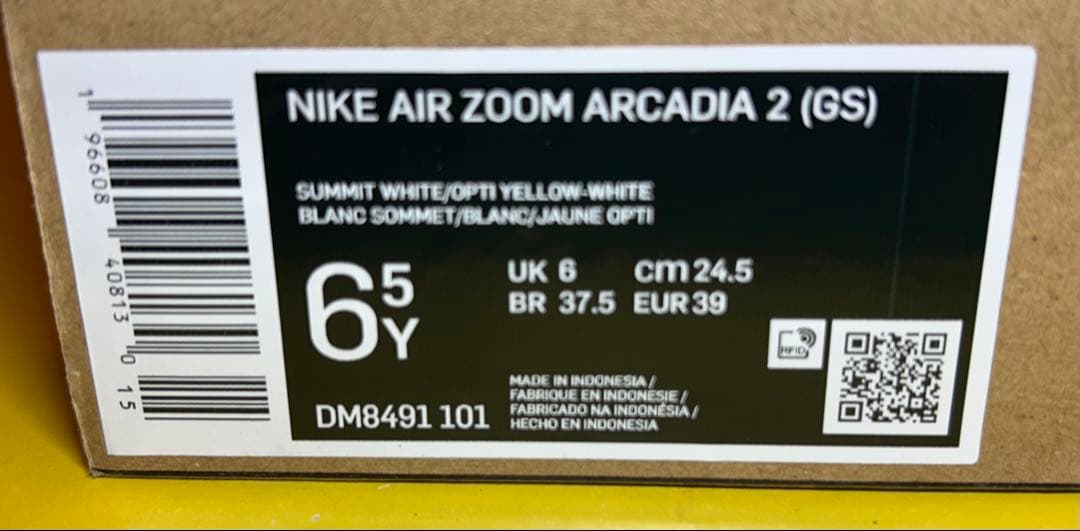 NIKE AIR ZOOM ARCADIA 2 (GS)
SUMMIT WHITE/OPTI YELLOW-WHITE
BLANC SOMMET/BLANC/JAUNE OPTI
6 5 Y
UK 6 cm 24.5
BR 37.5 EUR 39
RFID
MADE IN INDONESIA /
FABRIQUE EN INDONESIE /
FABRICADO NA INDONÉSIA /
HECHO EN INDONESIA
DM8491 101
1 96608 40813 0 15